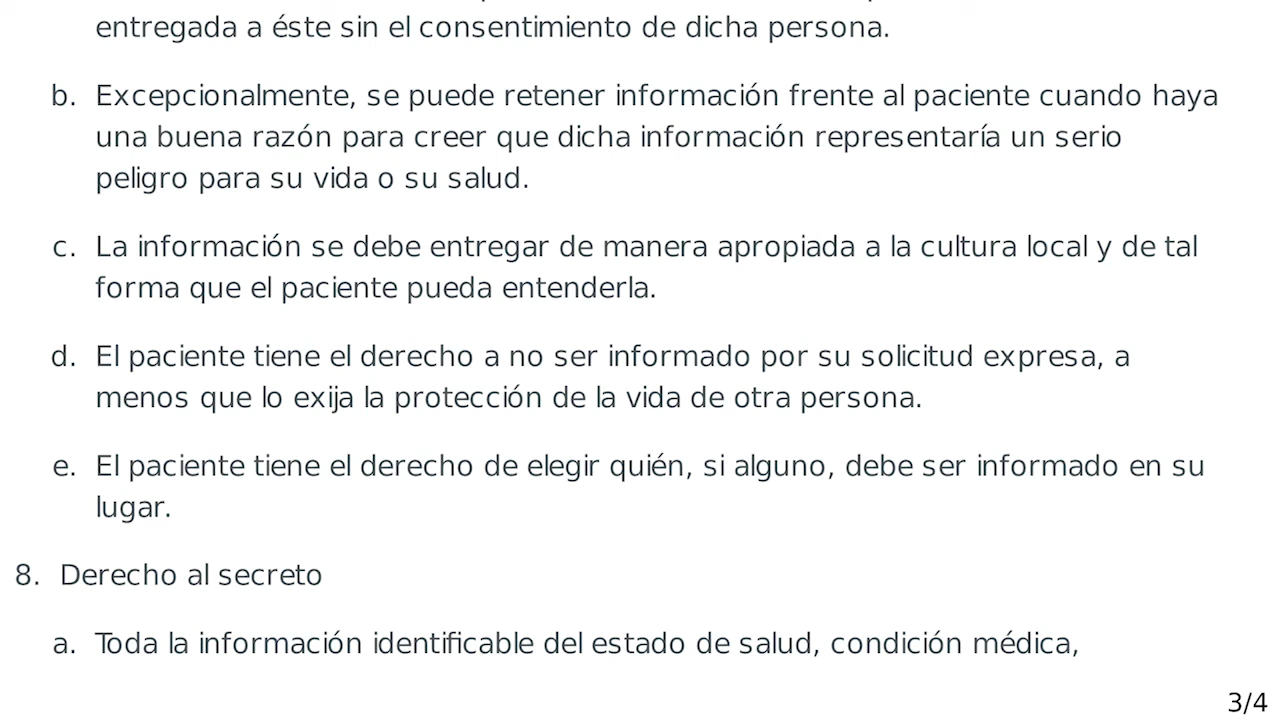 entregada a éste sin el consentimiento de dicha persona.
b. Excepcionalmente, se puede retener información frente al paciente cuando haya
una buena razón para creer que dicha información representaría un serio
peligro para su vida o su salud.
c. La información se debe entregar de manera apropiada a la cultura local y de tal
forma que el paciente pueda entenderla.
d. El paciente tiene el derecho a no ser informado por su solicitud expresa, a
menos que lo exija la protección de la vida de otra persona.
e. El paciente tiene el derecho de elegir quién, si alguno, debe ser informado en su
lugar.
8. Derecho al secreto
a. Toda la información identificable del estado de salud, condición médica,
3/4